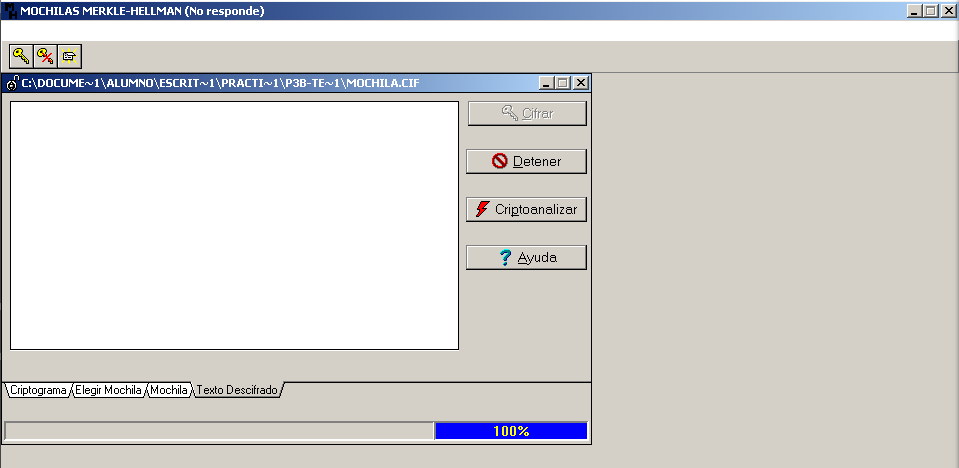 MOCHILAS MERKLE-HELLMAN (No responde)
C:\DOCUME~1\ALUMNO\ESCRIT~1\PRACTI~1\P3B-TE~1\MOCHILA.CIF
Cifrar
Detener
Criptoanalizar
? Ayuda
Criptograma Elegir Mochila Mochila Texto Descifrado
100%